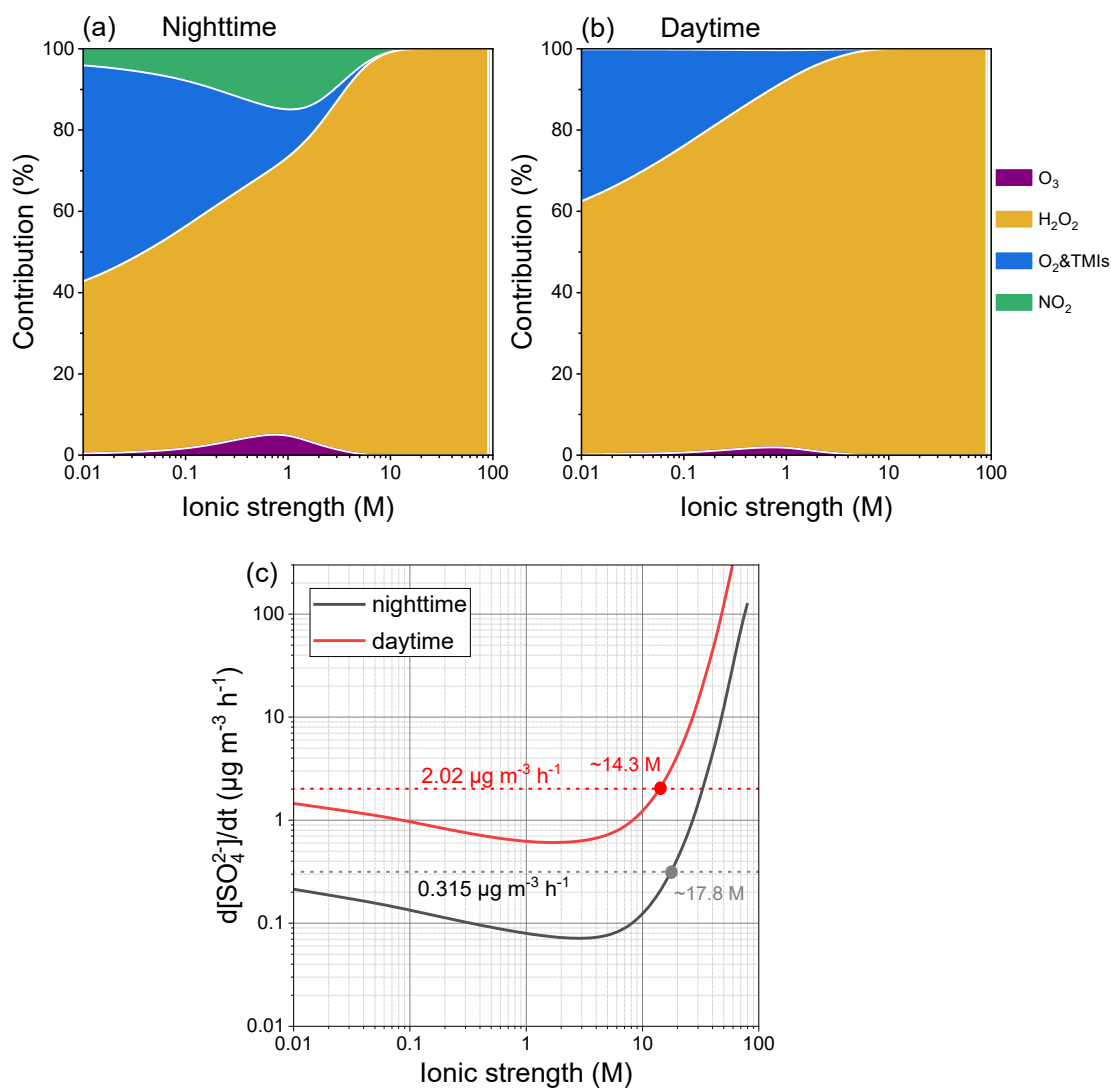 (a) Nighttime
(b) Daytime
100
80
60
40
20
0
Contribution (%)
0.01 0.1 1 10 100
Ionic strength (M)
100
80
60
40
20
0
Contribution (%)
0.01 0.1 1 10 100
Ionic strength (M)
O₃
H₂O₂
O₂&TMIs
NO₂
(c)
nighttime
daytime
100
10
1
0.1
0.01
d[SO₄²⁻]/dt (μg m⁻³ h⁻¹)
2.02 μg m⁻³ h⁻¹
~14.3 M
0.315 μg m⁻³ h⁻¹
~17.8 M
0.01 0.1 1 10 100
Ionic strength (M)